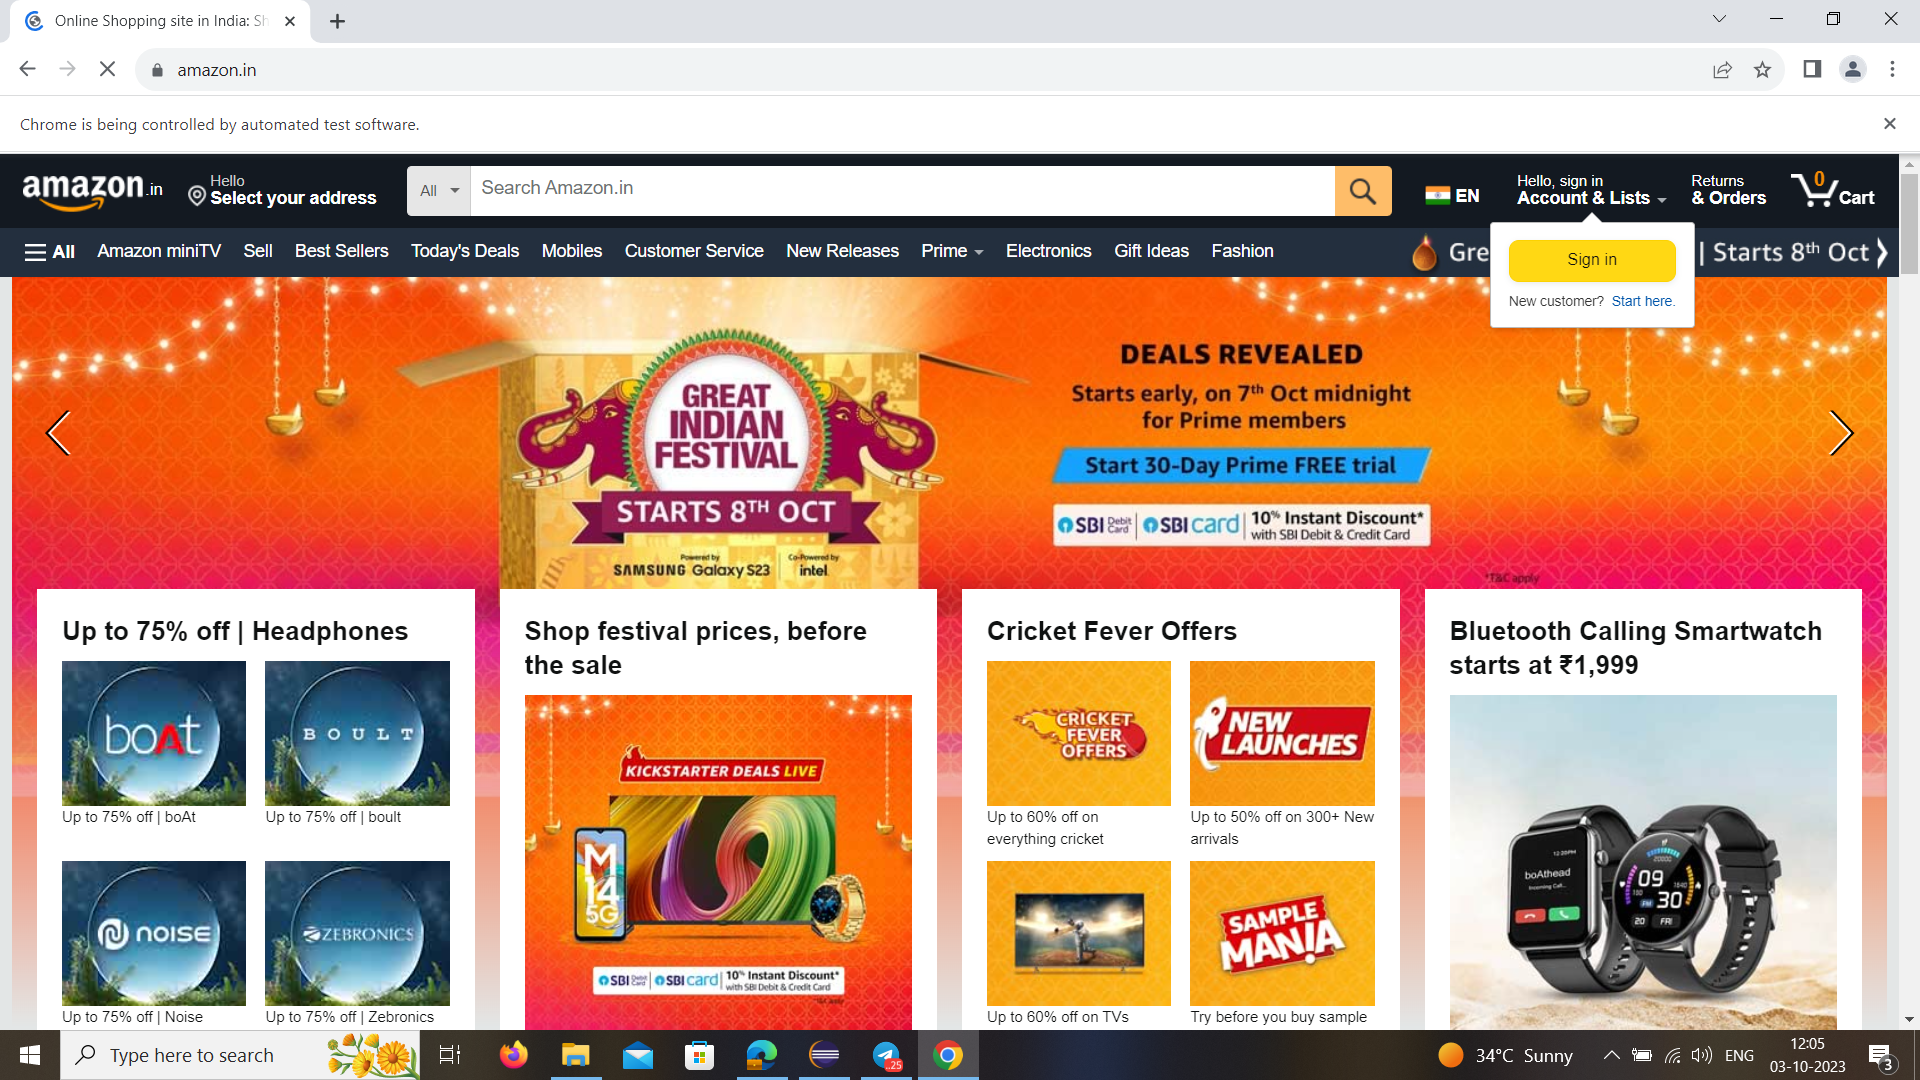 Online Shopping site in India: Sh
amazon.in
Chrome is being controlled by automated test software.
amazon.in
Hello
Select your address
All
Search Amazon.in
EN
Hello, sign in
Account & Lists
Returns
& Orders
0
Cart
All
Amazon miniTV
Sell
Best Sellers
Today's Deals
Mobiles
Customer Service
New Releases
Prime
Electronics
Gift Ideas
Fashion
Gre
| Starts 8th Oct
Sign in
New customer? Start here.
GREAT
INDIAN
FESTIVAL
STARTS 8TH OCT
Powered by
SAMSUNG Galaxy S23
Co-Powered by
intel
DEALS REVEALED
Starts early, on 7th Oct midnight
for Prime members
Start 30-Day Prime FREE trial
SBI Debit Card
SBI card
10% Instant Discount*
with SBI Debit & Credit Card
*T&C apply
Up to 75% off | Headphones
boAt
BOULT
Up to 75% off | boAt
Up to 75% off | boult
noise
ZEBRONICS
Up to 75% off | Noise
Up to 75% off | Zebronics
Shop festival prices, before
the sale
KICKSTARTER DEALS LIVE
M
14
5G
SBI Debit Card
SBI card
10% Instant Discount*
with SBI Debit & Credit Card
*T&C apply
Cricket Fever Offers
CRICKET
FEVER
OFFERS
NEW
LAUNCHES
Up to 60% off on
everything cricket
Up to 50% off on 300+ New
arrivals
SAMPLE
MANIA
Up to 60% off on TVs
Try before you buy sample
Bluetooth Calling Smartwatch
starts at ₹1,999
boAthead
Incoming Call...
09
30
PM
20
FRI
Type here to search
..25
34°C Sunny
ENG
12:05
03-10-2023
3